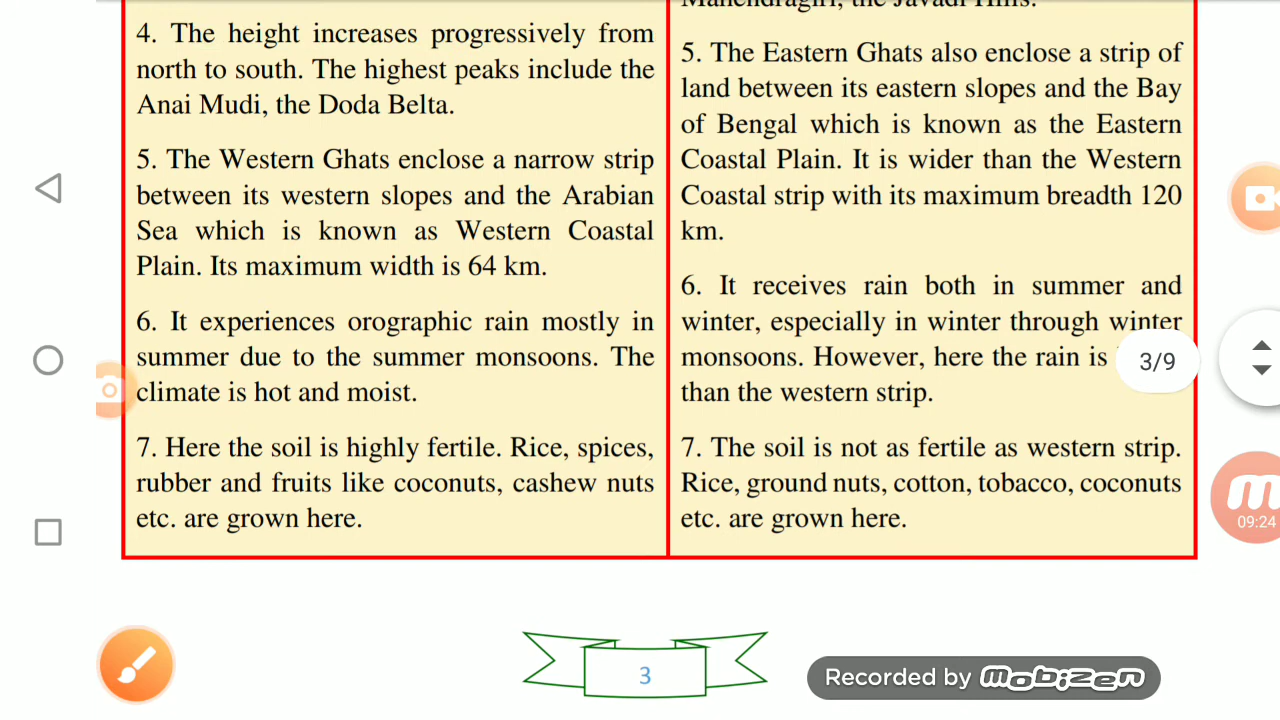 4. The height increases progressively from
north to south. The highest peaks include the
Anai Mudi, the Doda Belta.
5. The Western Ghats enclose a narrow strip
between its western slopes and the Arabian
Sea which is known as Western Coastal
Plain. Its maximum width is 64 km.
6. It experiences orographic rain mostly in
summer due to the summer monsoons. The
climate is hot and moist.
7. Here the soil is highly fertile. Rice, spices,
rubber and fruits like coconuts, cashew nuts
etc. are grown here.
Mahendragiri, the Javadi Hills.
5. The Eastern Ghats also enclose a strip of
land between its eastern slopes and the Bay
of Bengal which is known as the Eastern
Coastal Plain. It is wider than the Western
Coastal strip with its maximum breadth 120
km.
6. It receives rain both in summer and
winter, especially in winter through winter
monsoons. However, here the rain is
than the western strip.
7. The soil is not as fertile as western strip.
Rice, ground nuts, cotton, tobacco, coconuts
etc. are grown here.
3/9
09:24
3
Recorded by mobizen